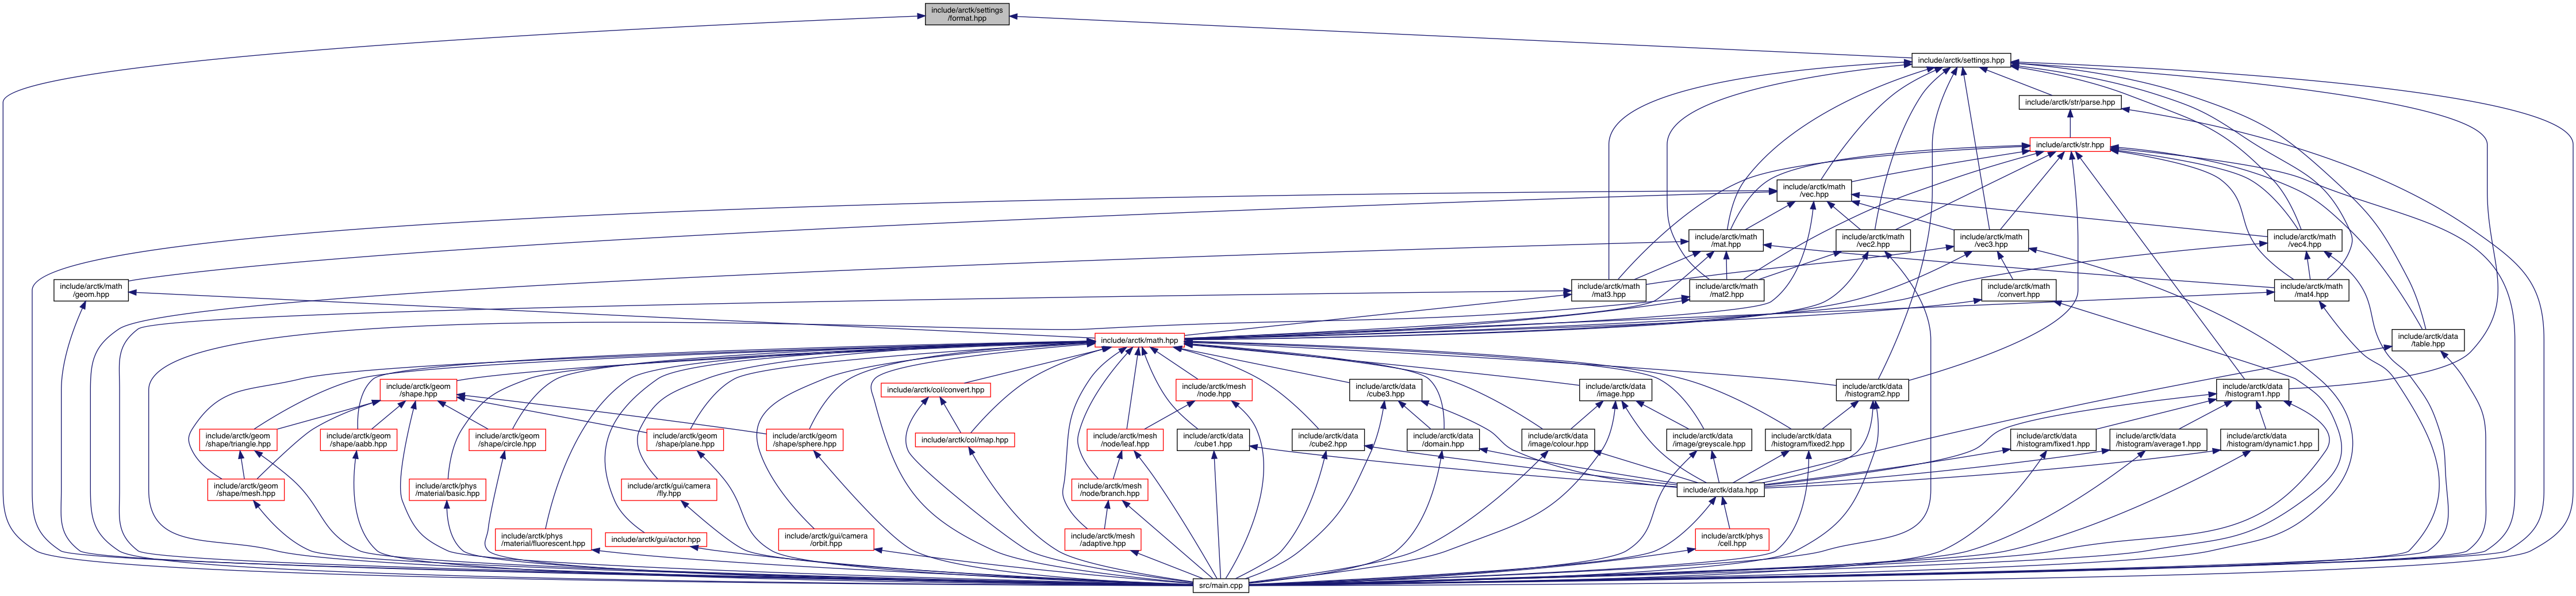 include/arctk/settings
/format.hpp
include/arctk/settings.hpp
include/arctk/str/parse.hpp
include/arctk/str.hpp
include/arctk/math
/vec.hpp
include/arctk/math
/mat.hpp
include/arctk/math
/vec2.hpp
include/arctk/math
/vec3.hpp
include/arctk/math
/vec4.hpp
include/arctk/math
/geom.hpp
include/arctk/math
/mat3.hpp
include/arctk/math
/mat2.hpp
include/arctk/math
/convert.hpp
include/arctk/math
/mat4.hpp
include/arctk/math.hpp
include/arctk/data
/table.hpp
include/arctk/geom
/shape.hpp
include/arctk/col/convert.hpp
include/arctk/mesh
/node.hpp
include/arctk/data
/cube3.hpp
include/arctk/data
/image.hpp
include/arctk/data
/histogram2.hpp
include/arctk/data
/histogram1.hpp
include/arctk/geom
/shape/triangle.hpp
include/arctk/geom
/shape/aabb.hpp
include/arctk/geom
/shape/circle.hpp
include/arctk/geom
/shape/plane.hpp
include/arctk/geom
/shape/sphere.hpp
include/arctk/col/map.hpp
include/arctk/mesh
/node/leaf.hpp
include/arctk/data
/cube1.hpp
include/arctk/data
/cube2.hpp
include/arctk/data
/domain.hpp
include/arctk/data
/image/colour.hpp
include/arctk/data
/image/greyscale.hpp
include/arctk/data
/histogram/fixed2.hpp
include/arctk/data
/histogram/fixed1.hpp
include/arctk/data
/histogram/average1.hpp
include/arctk/data
/histogram/dynamic1.hpp
include/arctk/geom
/shape/mesh.hpp
include/arctk/phys
/material/basic.hpp
include/arctk/gui/camera
/fly.hpp
include/arctk/mesh
/node/branch.hpp
include/arctk/data.hpp
include/arctk/phys
/material/fluorescent.hpp
include/arctk/gui/actor.hpp
include/arctk/gui/camera
/orbit.hpp
include/arctk/mesh
/adaptive.hpp
include/arctk/phys
/cell.hpp
src/main.cpp